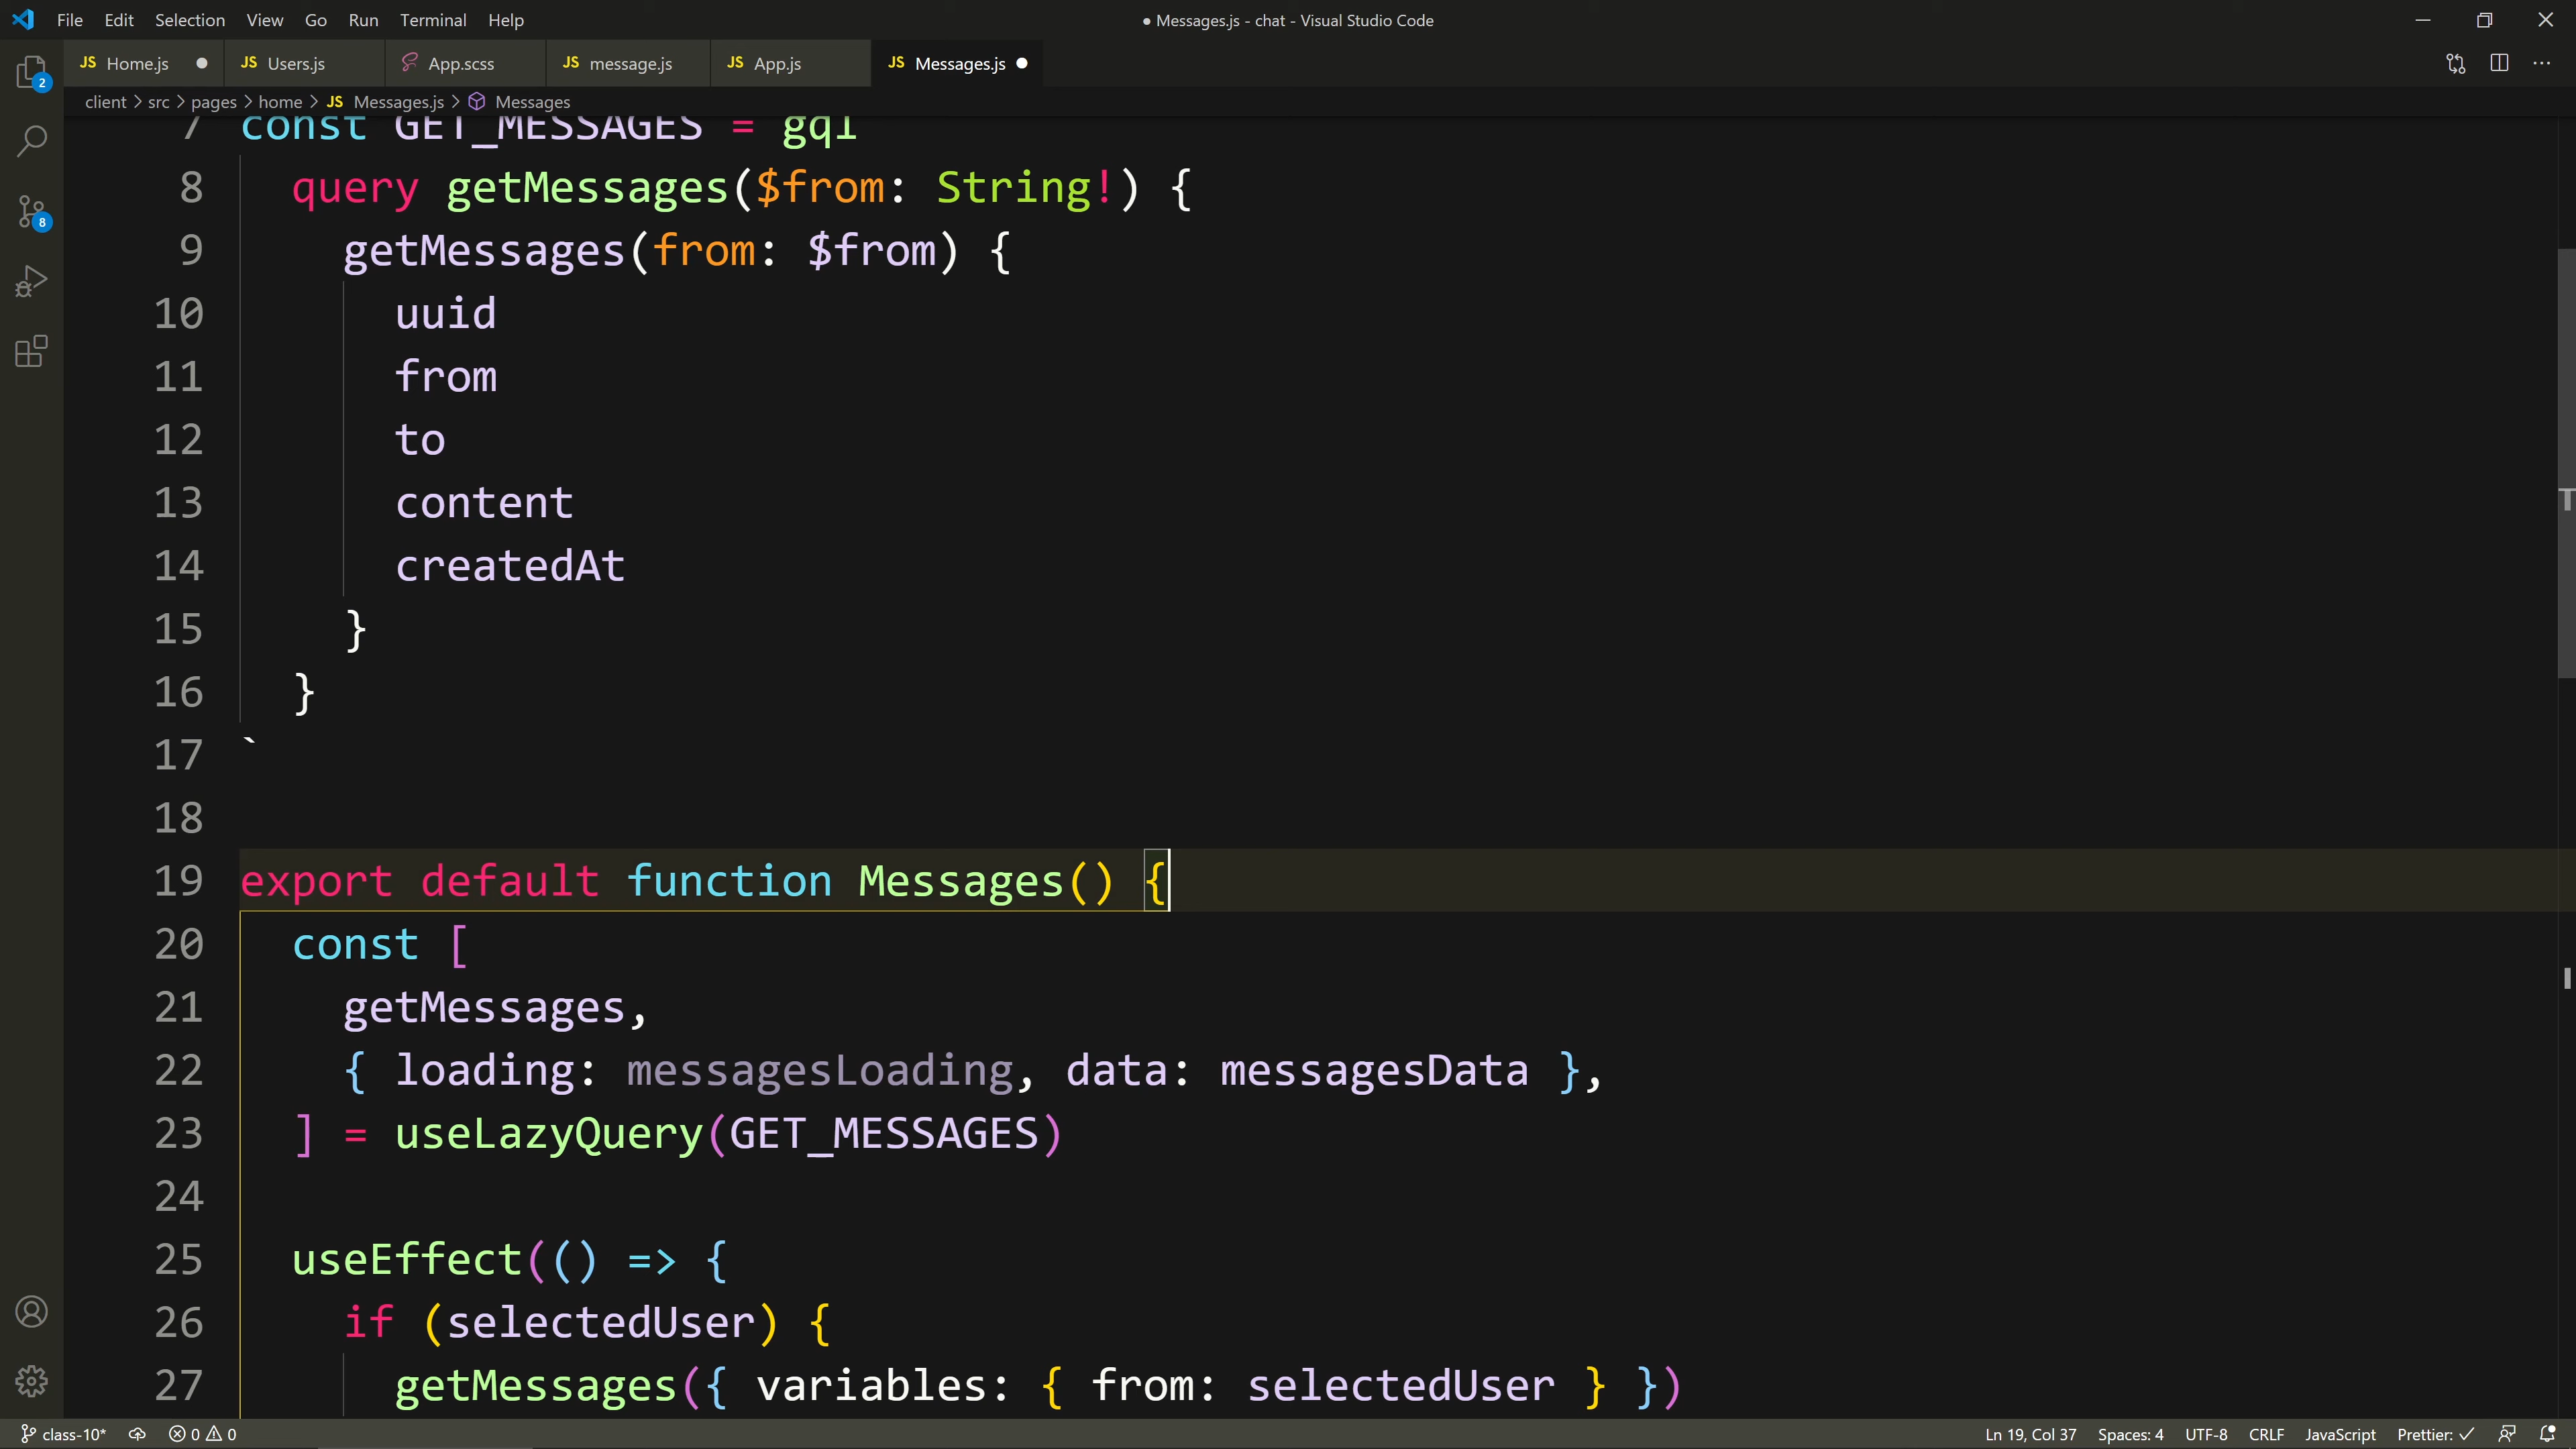 File Edit Selection View Go Run Terminal Help
● Messages.js - chat - Visual Studio Code
JS Home.js ● JS Users.js App.scss JS message.js JS App.js JS Messages.js ●
client > src > pages > home > JS Messages.js > Messages
2
8
7 const GET_MESSAGES = gql
8 query getMessages($from: String!) {
9 getMessages(from: $from) {
10 uuid
11 from
12 to
13 content
14 createdAt
15 }
16 }
17 `
18
19 export default function Messages() {
20 const [
21 getMessages,
22 { loading: messagesLoading, data: messagesData },
23 ] = useLazyQuery(GET_MESSAGES)
24
25 useEffect(() => {
26 if (selectedUser) {
27 getMessages({ variables: { from: selectedUser } })
class-10* 0 0 Ln 19, Col 37 Spaces: 4 UTF-8 CRLF JavaScript Prettier: ✓